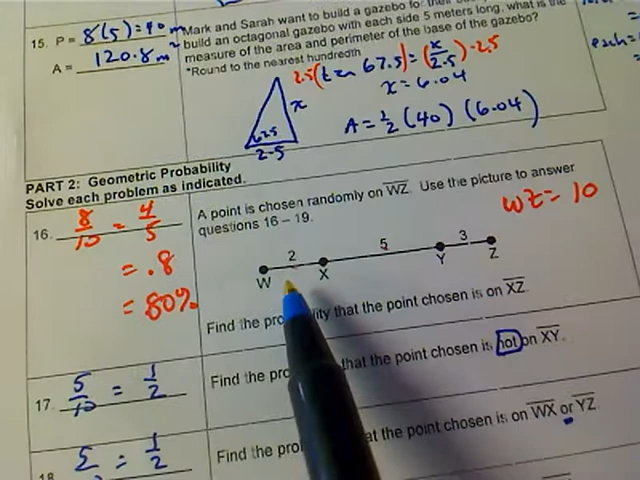 15. P = 8(5) = 40 m
A = 120.8 m²
Mark and Sarah want to build a gazebo for their
build an octagonal gazebo with each side 5 meters long, what is the
measure of the area and perimeter of the base of the gazebo?
*Round to the nearest hundredth
2.5(tan 67.5) = (x/2.5) · 2.5
x = 6.04
x
67.5
2.5
A = 1/2 (40) (6.04)
each =
PART 2: Geometric Probability
Solve each problem as indicated.
16. 8/10 = 4/5
= .8
= 80%
A point is chosen randomly on WZ. Use the picture to answer
questions 16 – 19.
WZ = 10
2 5 3
W X Y Z
Find the that the point chosen is on XZ.
17. 5/10 = 1/2
Find the that the point chosen is not on XY.
18. 5 = 1/2
Find the that the point chosen is on WX or YZ